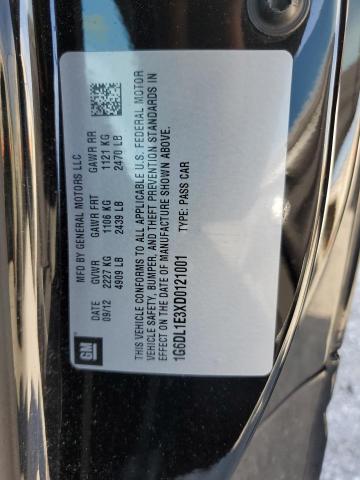 MFD BY GENERAL MOTORS LLC
09/12 GVWR GAWR FRT GAWR RR
2227 KG 1106 KG 1121 KG
4909 LB 2439 LB 2470 LB
THIS VEHICLE CONFORMS TO ALL APPLICABLE U.S. FEDERAL MOTOR
VEHICLE SAFETY, BUMPER, AND THEFT PREVENTION STANDARDS IN
EFFECT ON THE DATE OF MANUFACTURE SHOWN ABOVE.
1G6DL1E3XD0121001 TYPE: PASS CAR
GM